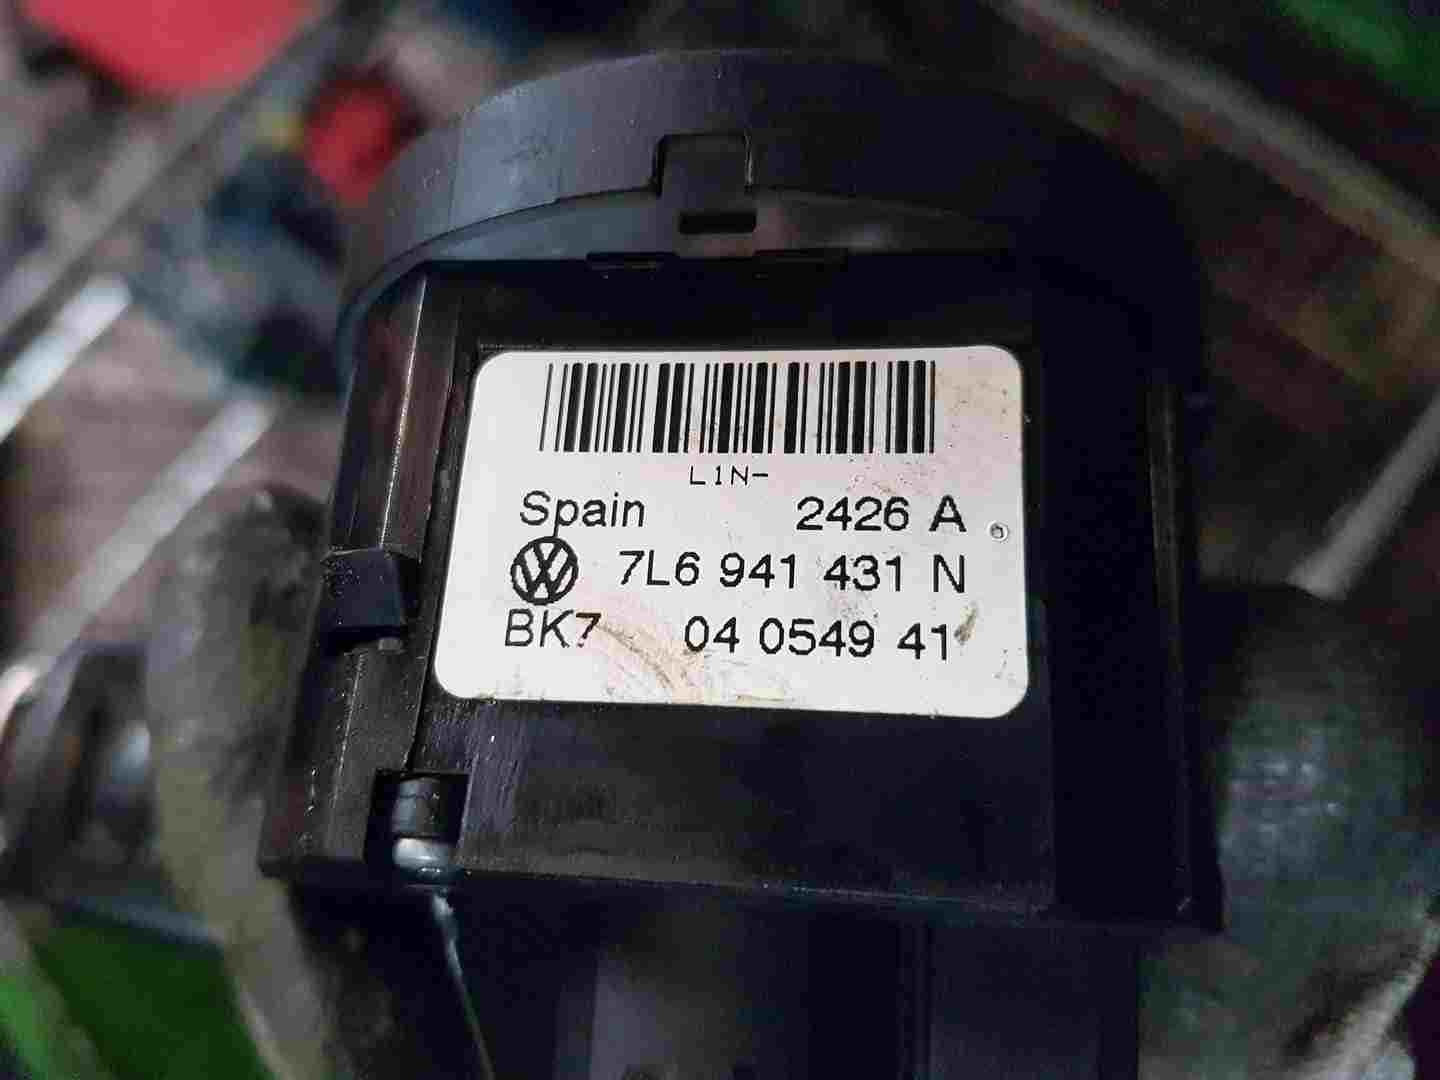 L1N-
Spain 2426 A
7L6 941 431 N
BK7 04 0549 41